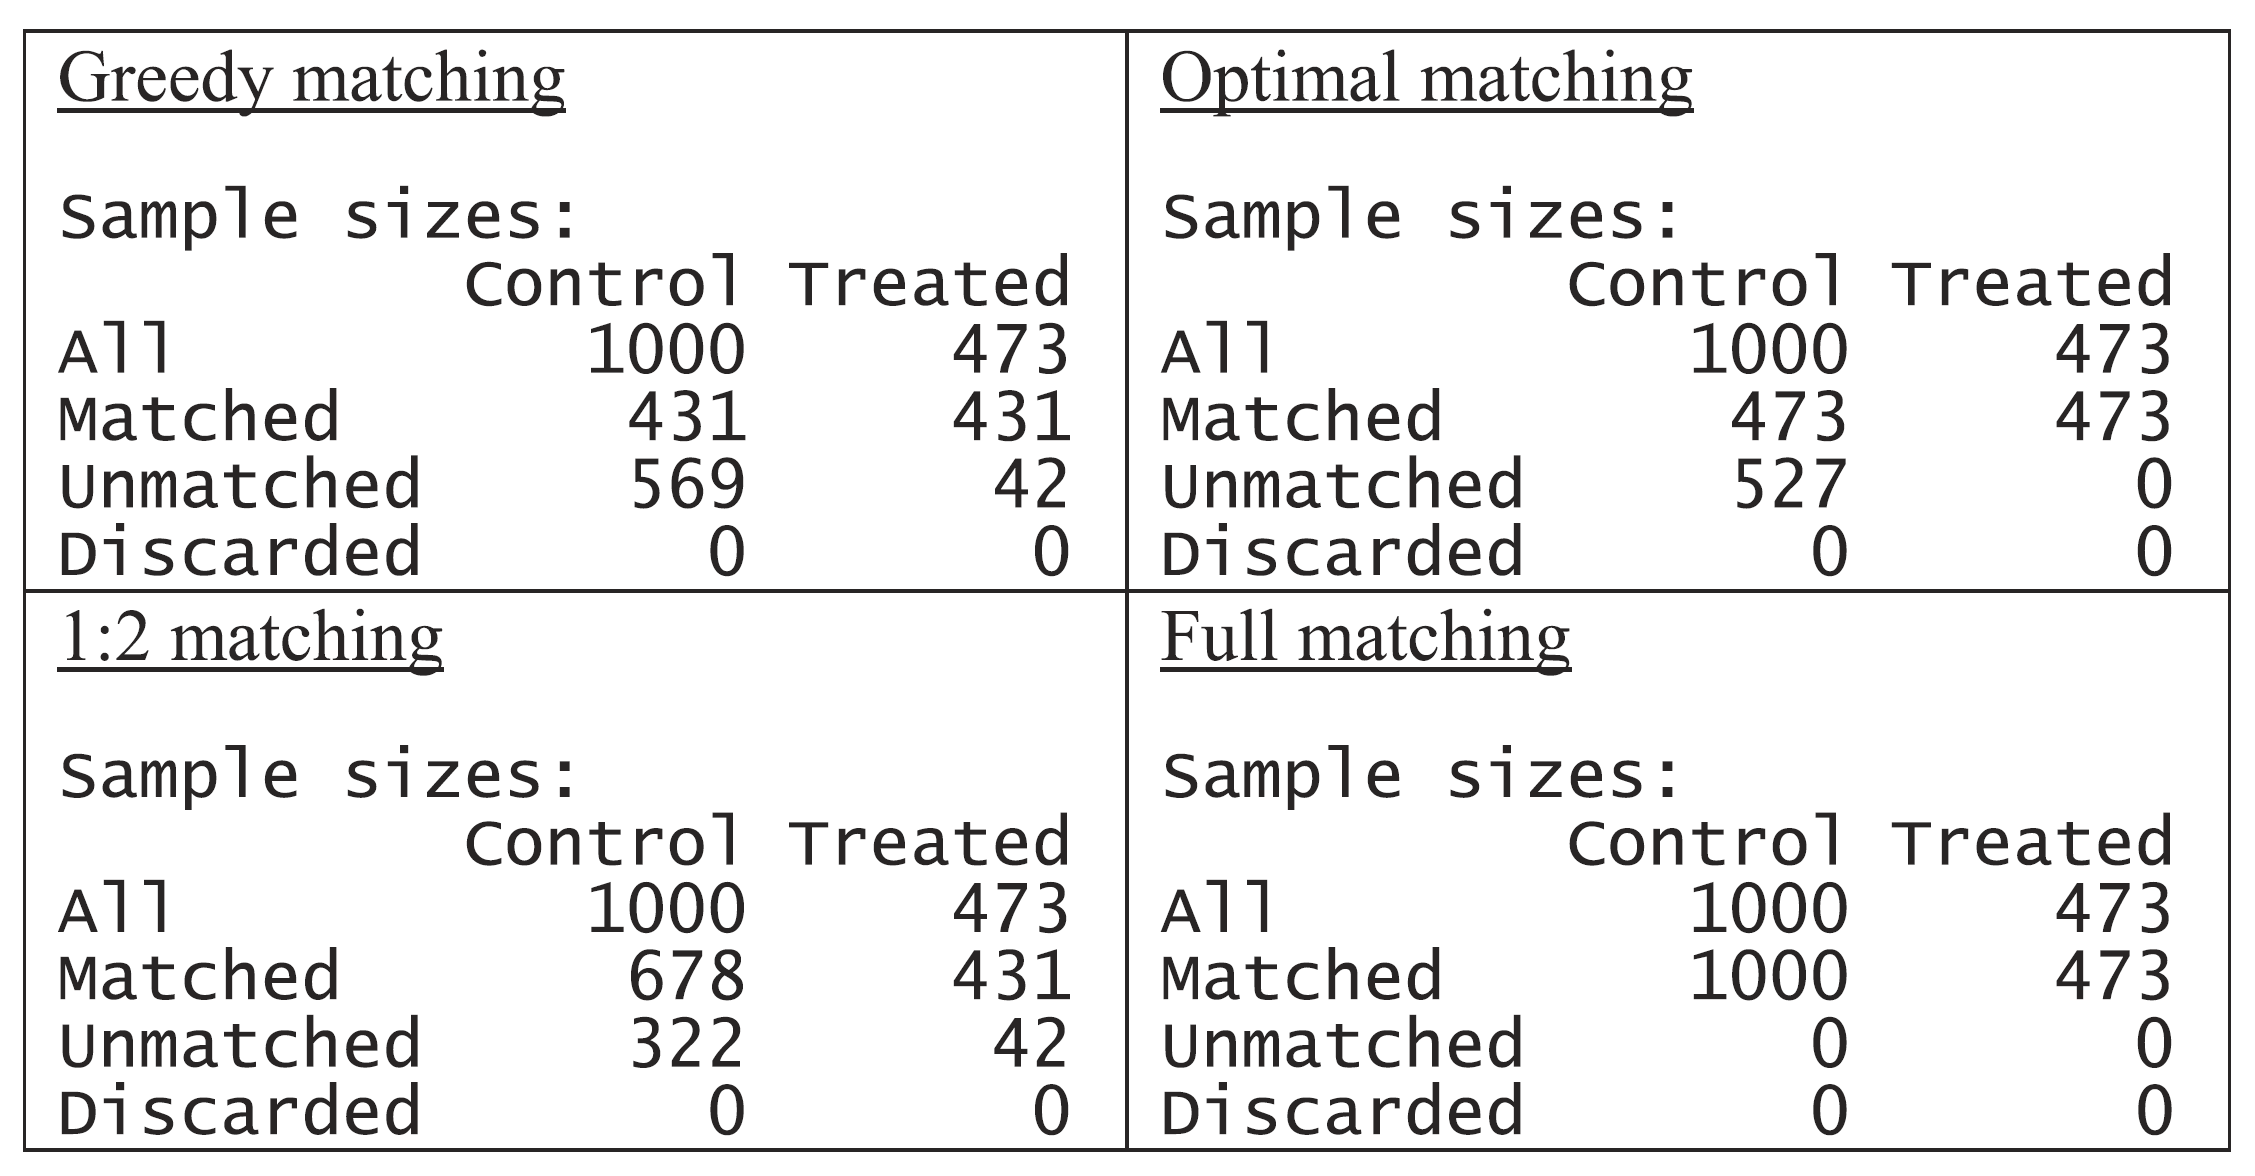 Greedy matching
Sample sizes:
Control Treated
All 1000 473
Matched 431 431
Unmatched 569 42
Discarded 0 0
Optimal matching
Sample sizes:
Control Treated
All 1000 473
Matched 473 473
Unmatched 527 0
Discarded 0 0
1:2 matching
Sample sizes:
Control Treated
All 1000 473
Matched 678 431
Unmatched 322 42
Discarded 0 0
Full matching
Sample sizes:
Control Treated
All 1000 473
Matched 1000 473
Unmatched 0 0
Discarded 0 0